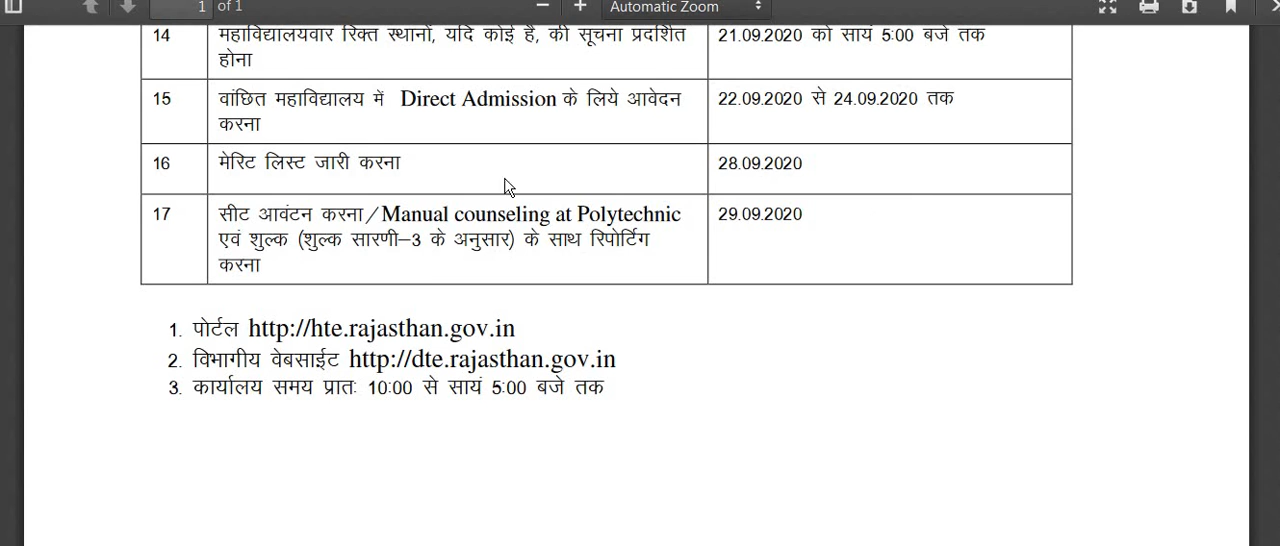 1 of 1 Automatic Zoom
14 महाविद्यालयवार रिक्त स्थानों, यदि कोई है, की सूचना प्रदर्शित 21.09.2020 को सायं 5:00 बजे तक
होना
15 वांछित महाविद्यालय में Direct Admission के लिये आवेदन 22.09.2020 से 24.09.2020 तक
करना
16 मेरिट लिस्ट जारी करना 28.09.2020
17 सीट आवंटन करना/Manual counseling at Polytechnic 29.09.2020
एवं शुल्क (शुल्क सारणी–3 के अनुसार) के साथ रिपोर्टिंग
करना
1. पोर्टल http://hte.rajasthan.gov.in
2. विभागीय वेबसाईट http://dte.rajasthan.gov.in
3. कार्यालय समय प्रातः 10:00 से सायं 5:00 बजे तक